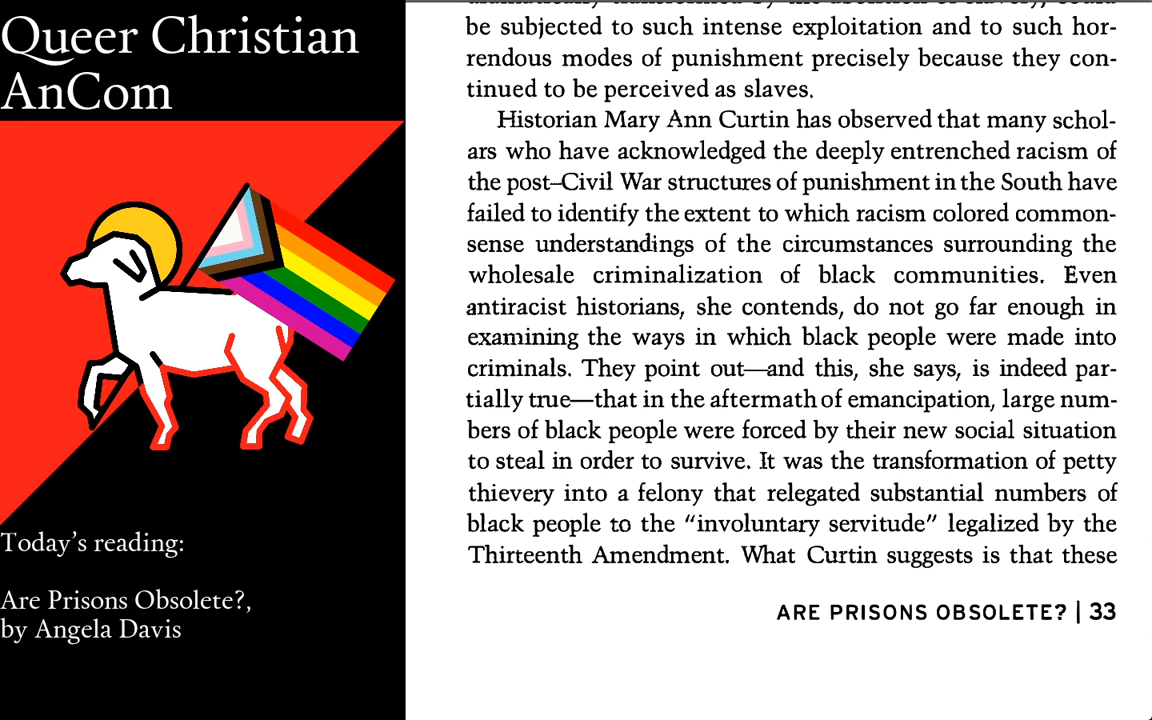 Queer Christian
AnCom
Today's reading:
Are Prisons Obsolete?,
by Angela Davis
be subjected to such intense exploitation and to such hor-
rendous modes of punishment precisely because they con-
tinued to be perceived as slaves.
Historian Mary Ann Curtin has observed that many schol-
ars who have acknowledged the deeply entrenched racism of
the post–Civil War structures of punishment in the South have
failed to identify the extent to which racism colored common-
sense understandings of the circumstances surrounding the
wholesale criminalization of black communities. Even
antiracist historians, she contends, do not go far enough in
examining the ways in which black people were made into
criminals. They point out—and this, she says, is indeed par-
tially true—that in the aftermath of emancipation, large num-
bers of black people were forced by their new social situation
to steal in order to survive. It was the transformation of petty
thievery into a felony that relegated substantial numbers of
black people to the "involuntary servitude" legalized by the
Thirteenth Amendment. What Curtin suggests is that these
ARE PRISONS OBSOLETE? | 33